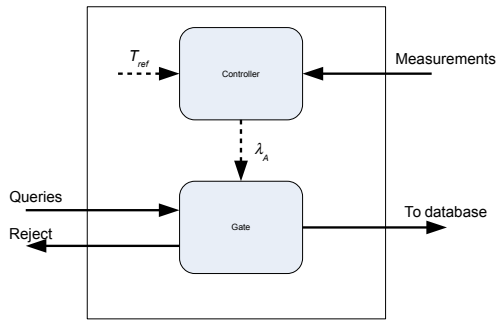 T_ref
Controller
Measurements
λ_A
Queries
Gate
To database
Reject